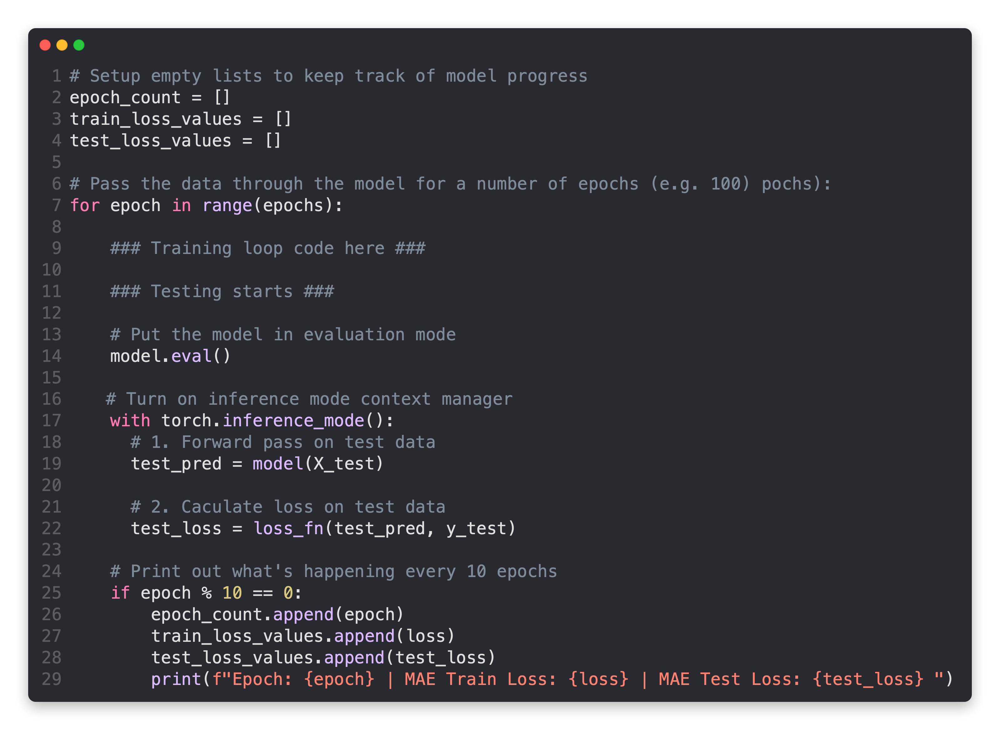 1 # Setup empty lists to keep track of model progress
2 epoch_count = []
3 train_loss_values = []
4 test_loss_values = []
5
6 # Pass the data through the model for a number of epochs (e.g. 100) pochs):
7 for epoch in range(epochs):
8
9     ### Training loop code here ###
10
11     ### Testing starts ###
12
13     # Put the model in evaluation mode
14     model.eval()
15
16    # Turn on inference mode context manager
17     with torch.inference_mode():
18       # 1. Forward pass on test data
19       test_pred = model(X_test)
20
21       # 2. Caculate loss on test data
22       test_loss = loss_fn(test_pred, y_test)
23
24     # Print out what's happening every 10 epochs
25     if epoch % 10 == 0:
26         epoch_count.append(epoch)
27         train_loss_values.append(loss)
28         test_loss_values.append(test_loss)
29         print(f"Epoch: {epoch} | MAE Train Loss: {loss} | MAE Test Loss: {test_loss} ")